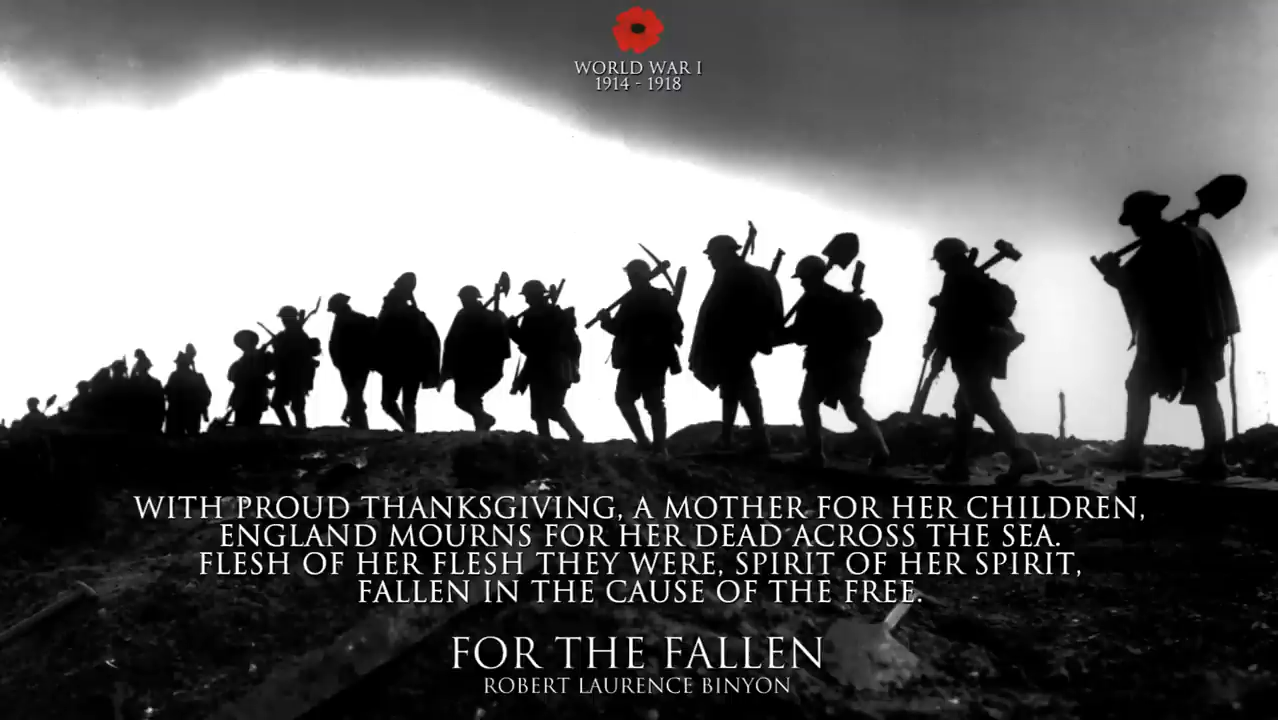 WORLD WAR I
1914 - 1918
WITH PROUD THANKSGIVING, A MOTHER FOR HER CHILDREN,
ENGLAND MOURNS FOR HER DEAD ACROSS THE SEA.
FLESH OF HER FLESH THEY WERE, SPIRIT OF HER SPIRIT,
FALLEN IN THE CAUSE OF THE FREE.
FOR THE FALLEN
ROBERT LAURENCE BINYON